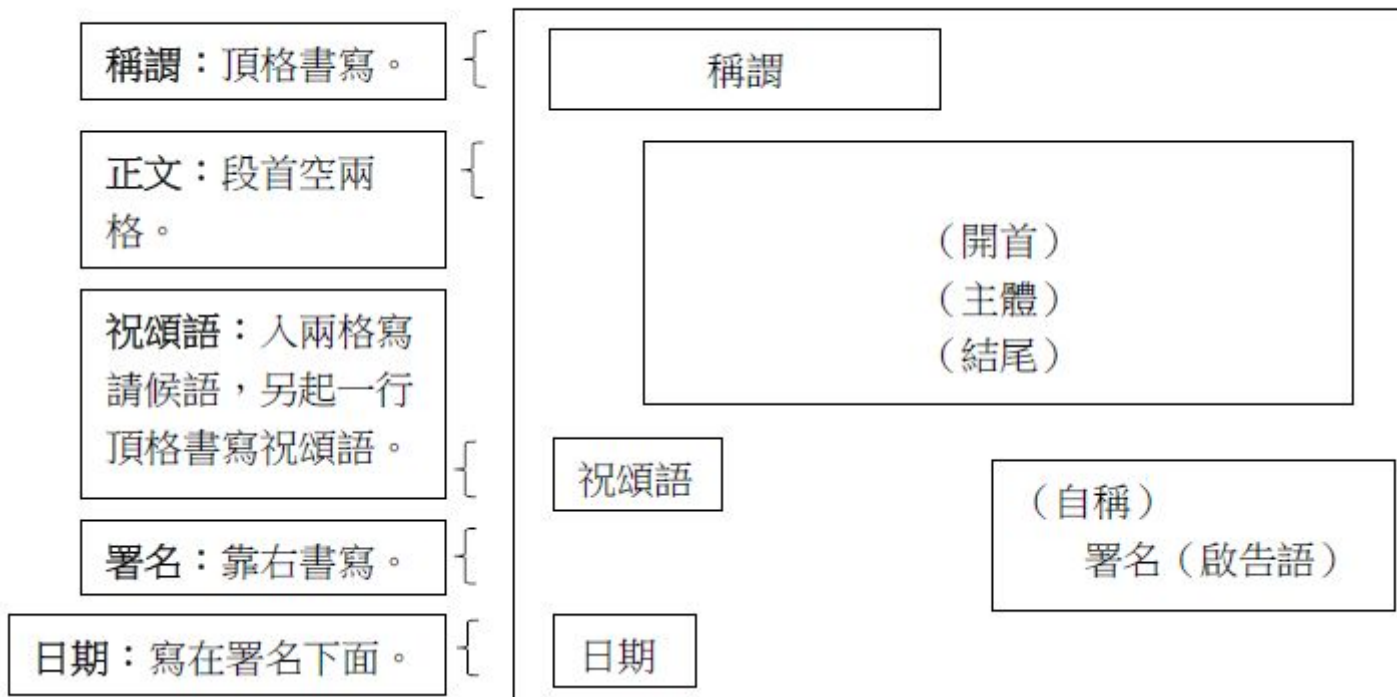 稱謂：頂格書寫。
稱謂
正文：段首空兩
格。
（開首）
（主體）
（結尾）
祝頌語：入兩格寫
請候語，另起一行
頂格書寫祝頌語。
祝頌語
（自稱）
署名（啟告語）
署名：靠右書寫。
日期：寫在署名下面。
日期